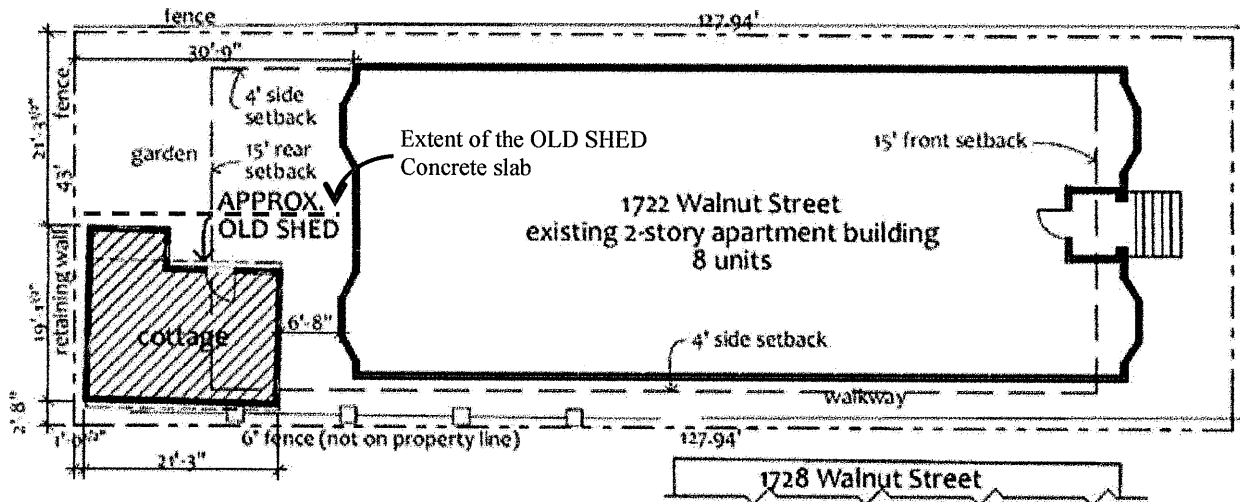 fence
127.94'
30'-9"
4' side
setback
fence
21'-3½"
garden
15' rear
setback
Extent of the OLD SHED
Concrete slab
15' front setback
43'
APPROX.
OLD SHED
1722 Walnut Street
existing 2-story apartment building
8 units
retaining wall
19'-1½"
cottage
6'-8"
4' side setback
walkway
2'-8"
6' fence (not on property line)
127.94'
21'-3"
1728 Walnut Street